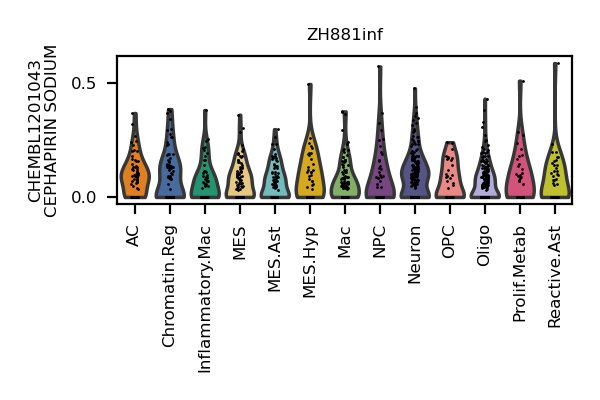 ZH881inf
CHEMBL1201043
CEPHAPIRIN SODIUM
0.5
0.0
AC
Chromatin.Reg
Inflammatory.Mac
MES
MES.Ast
MES.Hyp
Mac
NPC
Neuron
OPC
Oligo
Prolif.Metab
Reactive.Ast